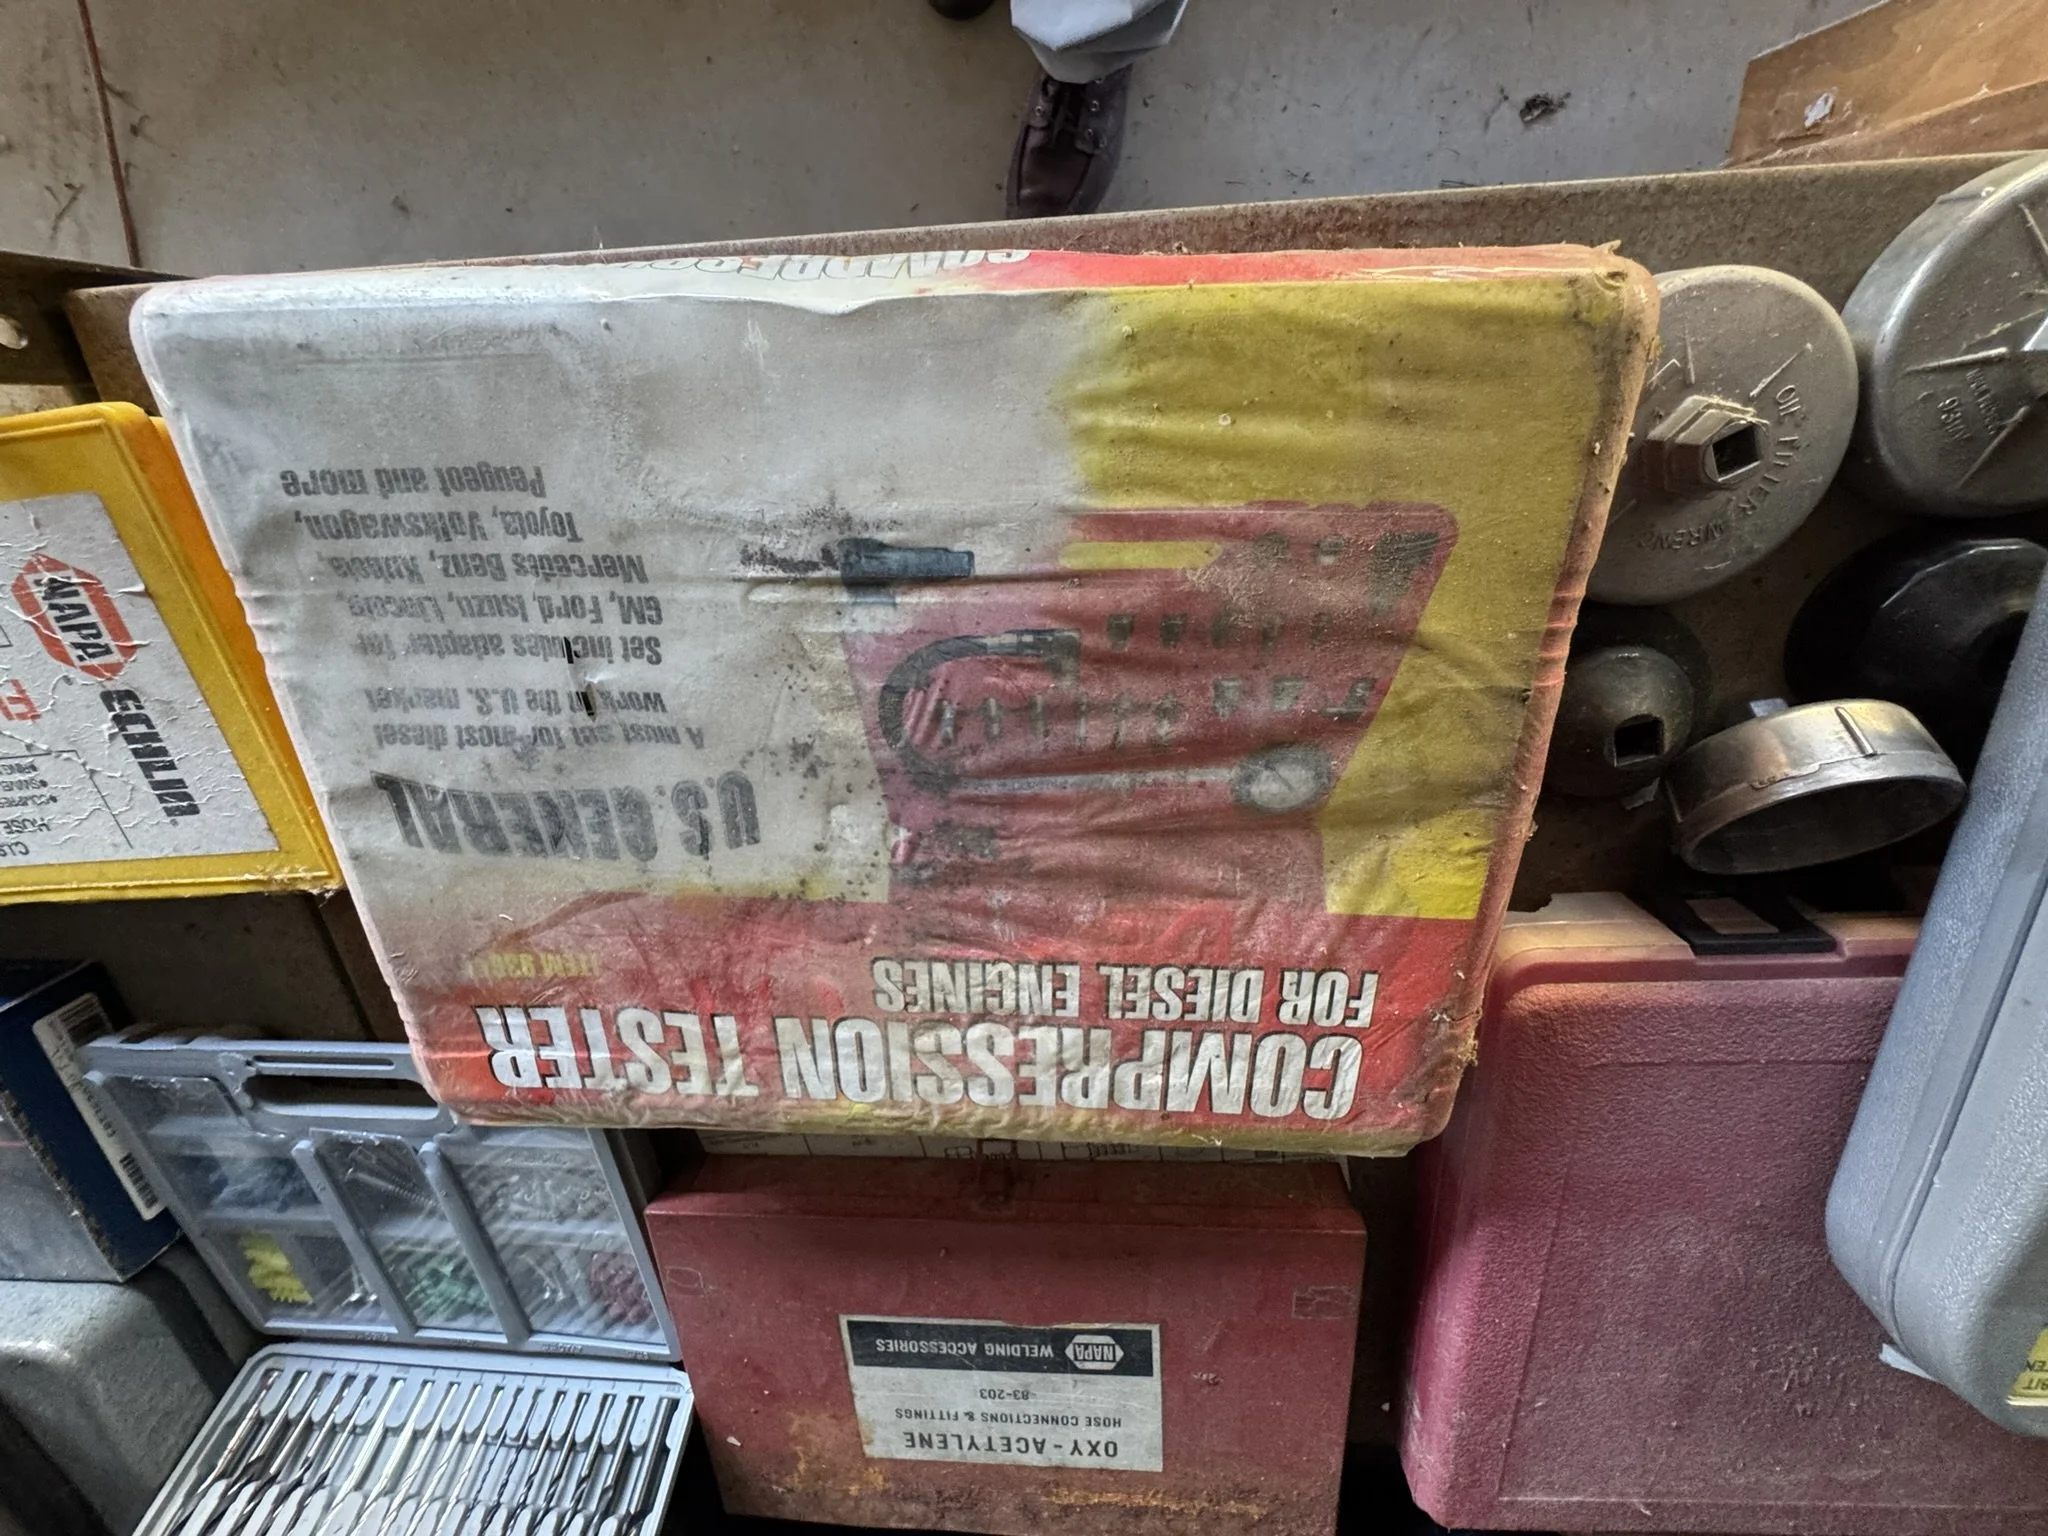 COMPRESSION TESTER
FOR DIESEL ENGINES
ITEM
U.S. GENERAL
A must set for most diesel
work in the U.S. market
Set includes adapter for
GM, Ford, Isuzu, Lincoln,
Mercedes Benz, Kubota,
Toyota, Volkswagon,
Peugeot and more
NAPA
OIL FILTER WRENCH
NAPA WELDING ACCESSORIES
83-203
HOSE CONNECTIONS & FITTINGS
OXY-ACETYLENE